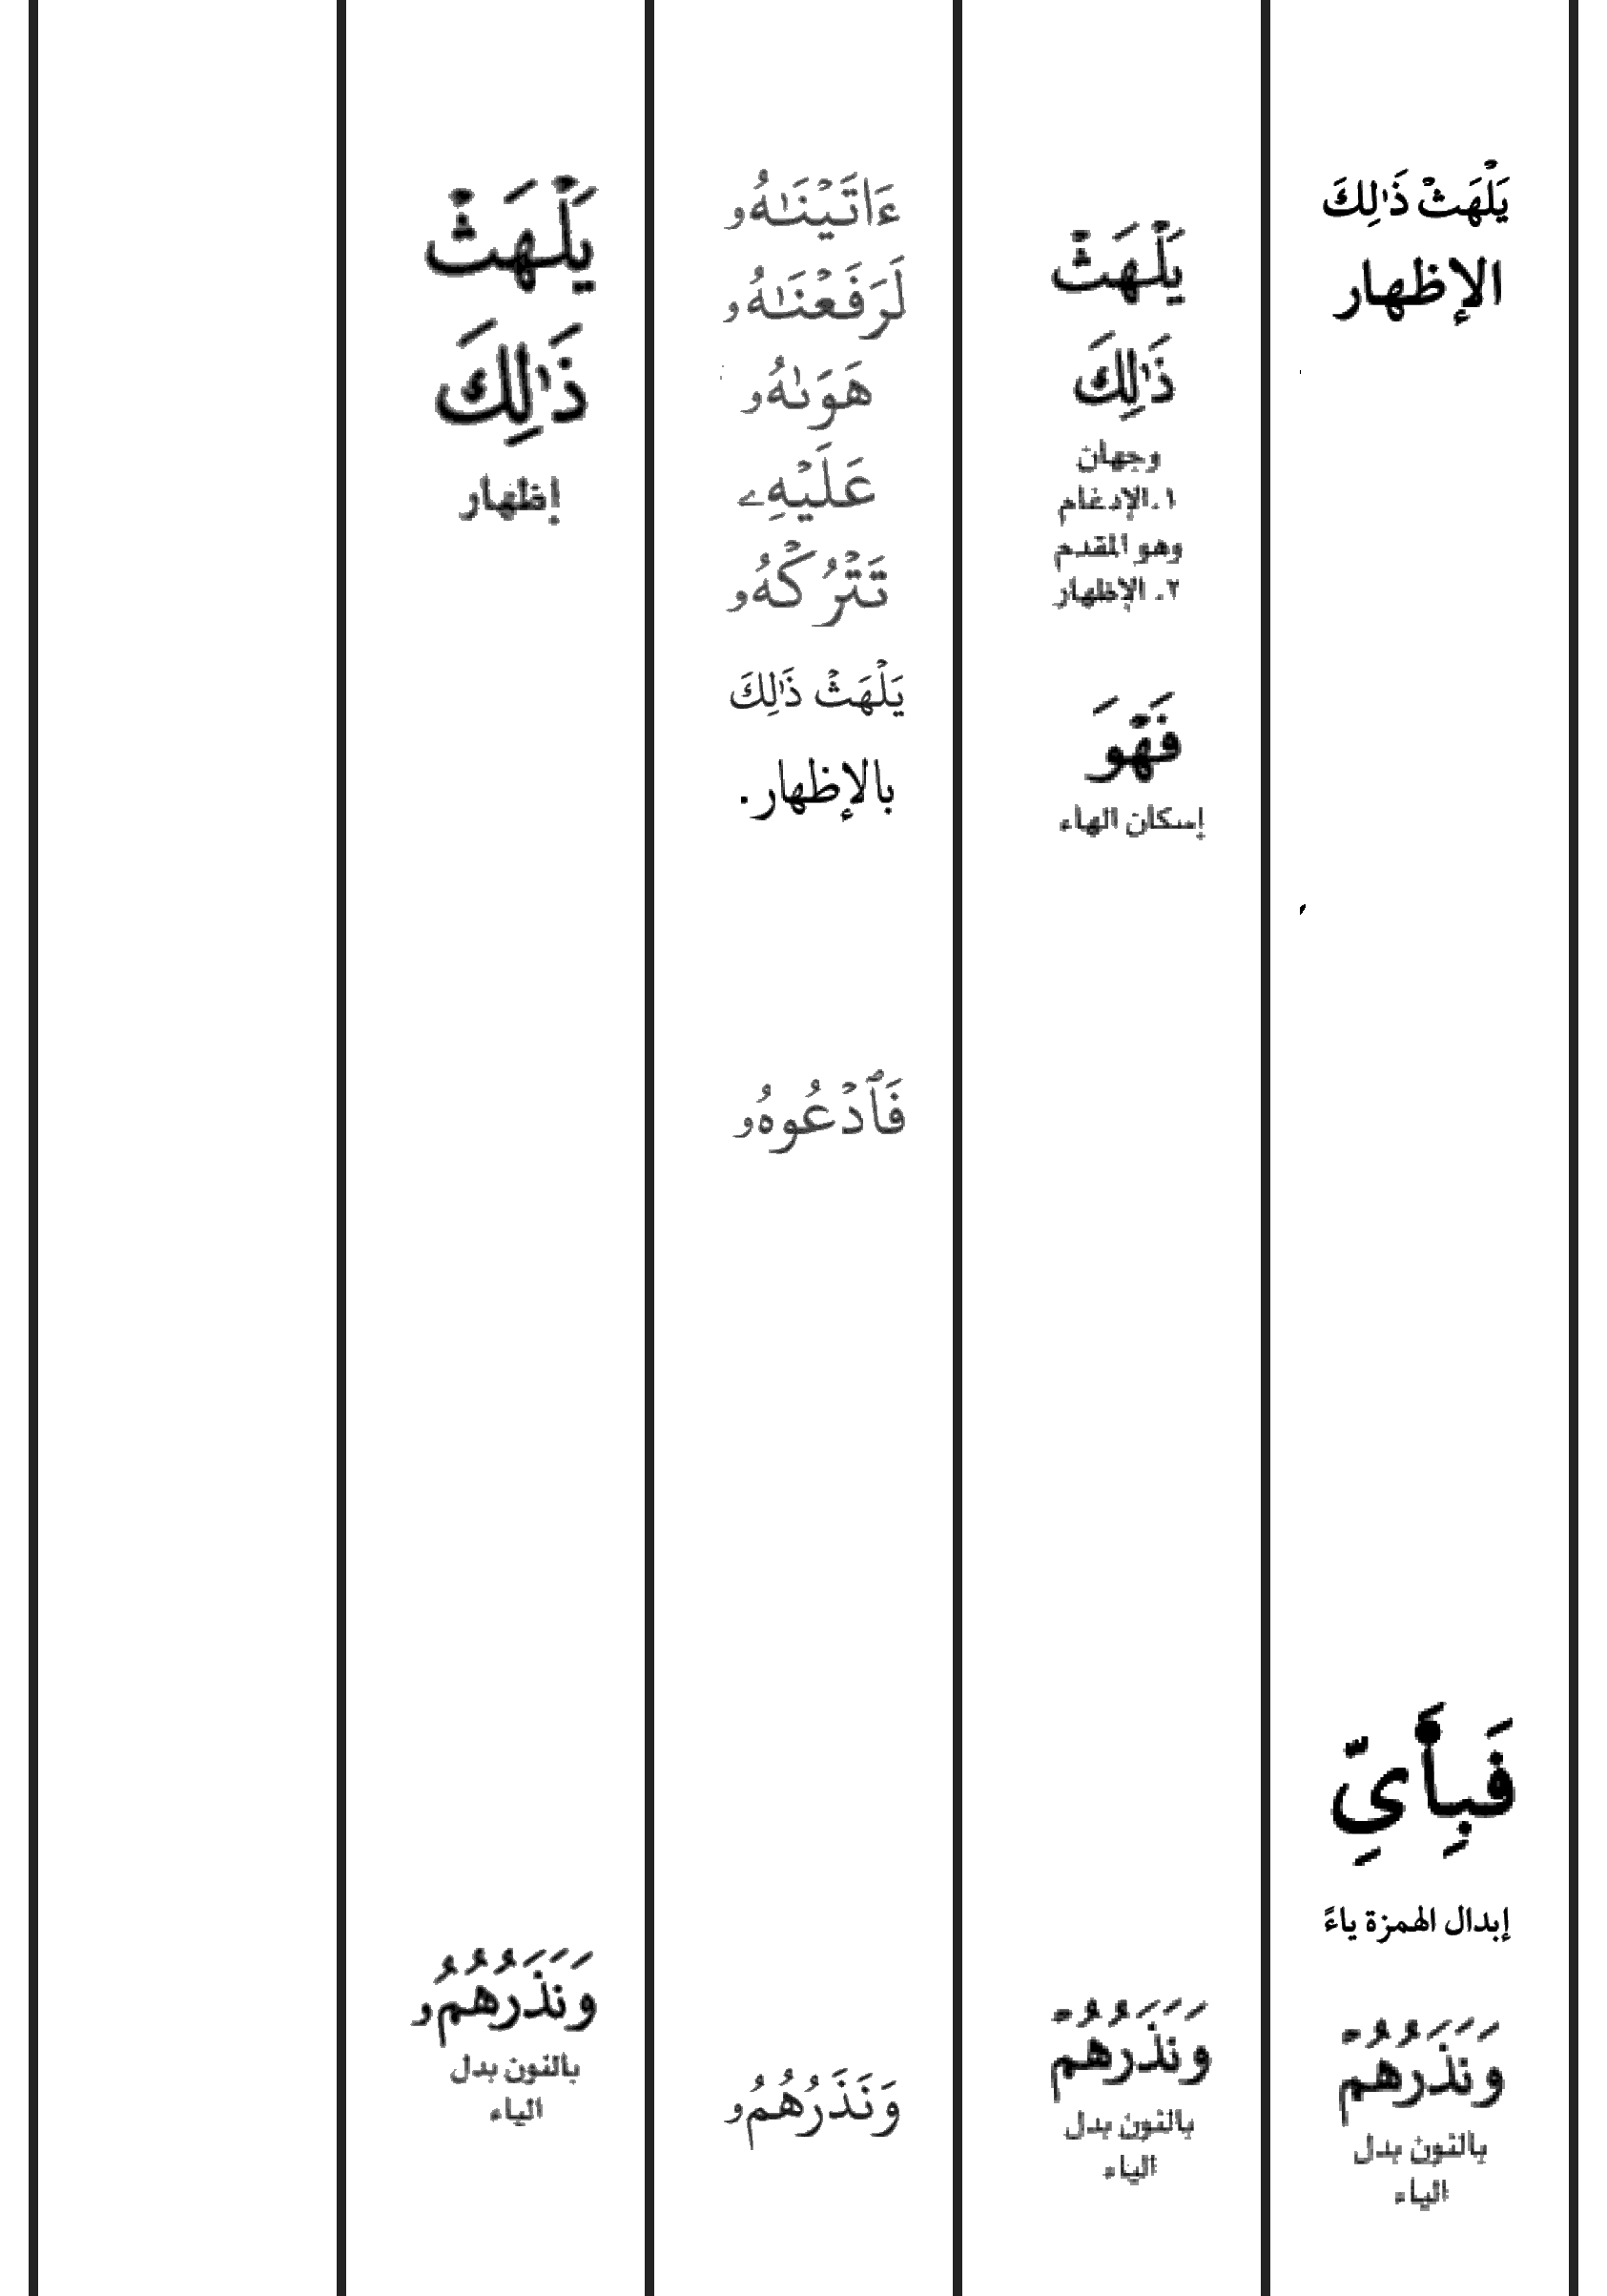 يَلْهَثْ ذَٰلِكَ
الإظهار
فَبِأَيِّ
إبدال الهمزة ياءً
وَنَذَرُهُمْ
بالنون بدل
الياء
يَلْهَثْ
ذَٰلِكَ
وجهان
١.الإدغام
وهو المقدم
٢. الإظهار
فَهْوَ
إسكان الهاء
وَنَذَرُهُمْ
بالنون بدل
الياء
ءَاتَيْنَٰهُۥ
لَرَفَعْنَٰهُۥ
هَوَىٰهُۥ
عَلَيْهِۦ
تَتْرُكْهُۥ
يَلْهَثْ ذَٰلِكَ
بالإظهار.
فَٱدْعُوهُۥ
وَنَذَرُهُمُۥ
يَلْهَثْ
ذَٰلِكَ
إظهار
وَنَذَرُهُمُۥ
بالنون بدل
الياء